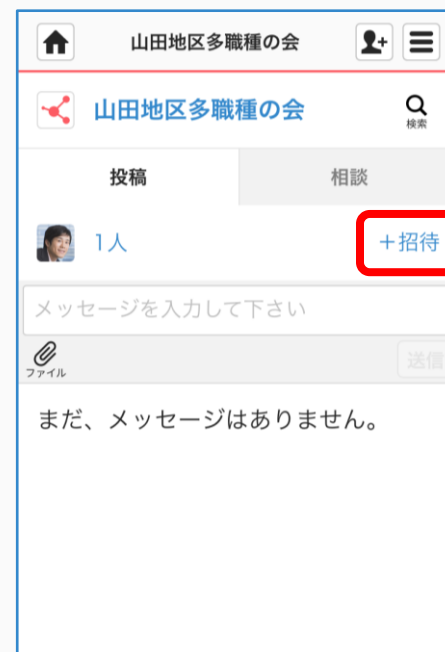 山田地区多職種の会
山田地区多職種の会
検索
投稿
相談
1人
＋招待
メッセージを入力して下さい
ファイル
送信
まだ、メッセージはありません。